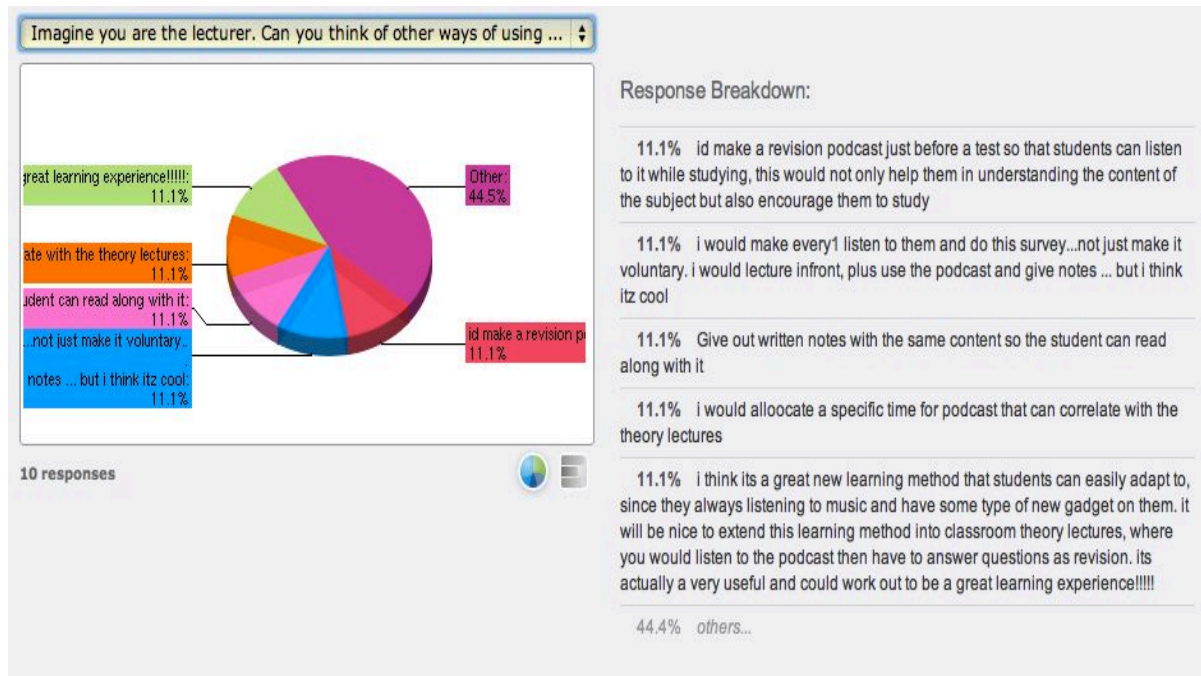 Imagine you are the lecturer. Can you think of other ways of using ...
great learning experience!!!!!:
11.1%
ate with the theory lectures:
11.1%
udent can read along with it:
11.1%
...not just make it voluntary..
.
notes ... but i think itz cool:
11.1%
Other:
44.5%
id make a revision p
11.1%
10 responses
Response Breakdown:
11.1% id make a revision podcast just before a test so that students can listen
to it while studying, this would not only help them in understanding the content of
the subject but also encourage them to study
11.1% i would make every1 listen to them and do this survey...not just make it
voluntary. i would lecture infront, plus use the podcast and give notes ... but i think
itz cool
11.1% Give out written notes with the same content so the student can read
along with it
11.1% i would alloocate a specific time for podcast that can correlate with the
theory lectures
11.1% i think its a great new learning method that students can easily adapt to,
since they always listening to music and have some type of new gadget on them. it
will be nice to extend this learning method into classroom theory lectures, where
you would listen to the podcast then have to answer questions as revision. its
actually a very useful and could work out to be a great learning experience!!!!!
44.4% others...